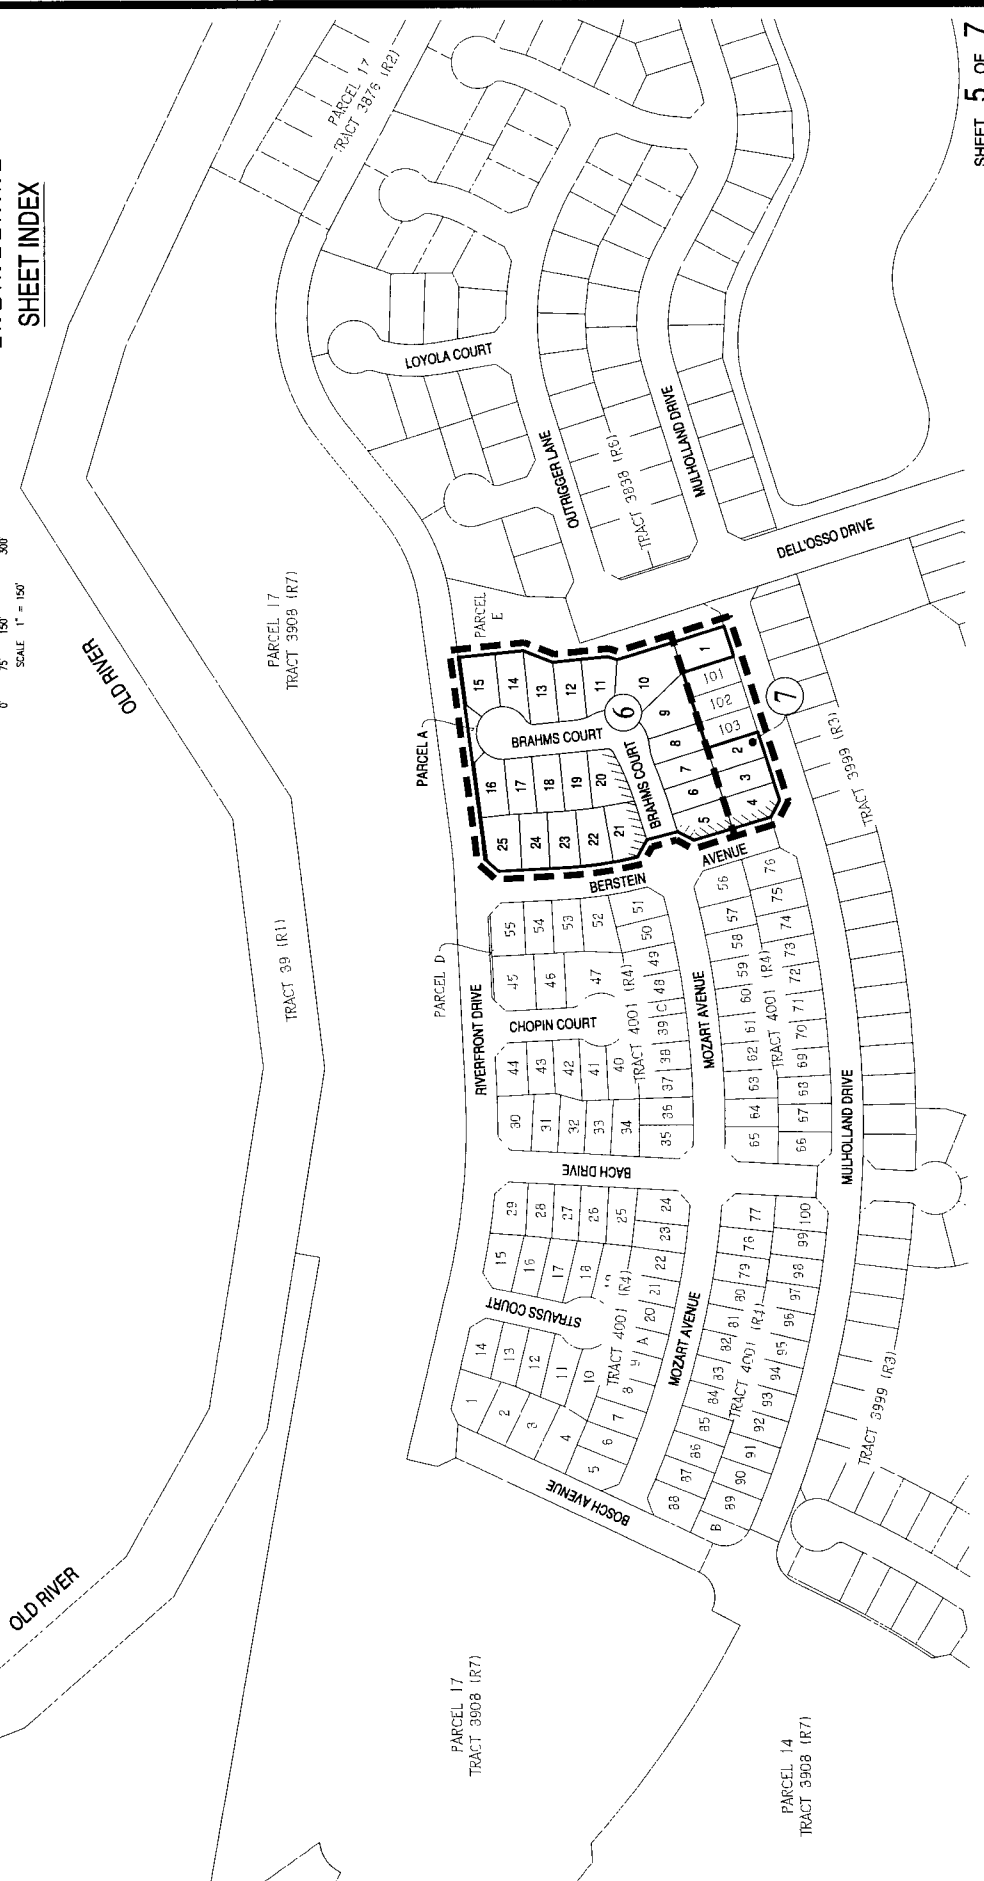 SHEET INDEX
0' 75' 150' 300'
SCALE 1" = 150'
OLD RIVER
OLD RIVER
TRACT 39 (R1)
PARCEL 17
TRACT 3908 (R7)
PARCEL 17
TRACT 3876 (R2)
PARCEL 17
TRACT 3908 (R7)
PARCEL 14
TRACT 3908 (R7)
PARCEL D
PARCEL A
PARCEL
E
RIVERFRONT DRIVE
BOSCH AVENUE
STRAUSS COURT
BACH DRIVE
CHOPIN COURT
BERSTEIN
AVENUE
BRAHMS COURT
BRAHMS COURT
LOYOLA COURT
OUTRIGGER LANE
MULHOLLAND DRIVE
DELL'OSSO DRIVE
MOZART AVENUE
MOZART AVENUE
MULHOLLAND DRIVE
TRACT 3838 (R6)
TRACT 4001 (R4)
TRACT 4001 (R4)
TRACT 4001 (R4)
TRACT 4001 (R4)
TRACT 3999 (R3)
TRACT 3999 (R3)
1 14 15 29 30 44 45 55 25 16 15
2 13 16 28 31 43 46 54 24 17 14
3 12 17 27 32 42 53 23 18 13
4 11 18 26 33 41 47 52 22 19 12
10 25 34 40 21 20 11
5 6 7 8 9 A 20 21 22 23 24 35 36 37 38 39 C 48 49 50 51
5 6 7 8 9 10
6
88 87 86 85 84 83 82 81 80 79 78 77 65 64 63 62 61 60 59 58 57 56
B 89 90 91 92 93 94 95 96 97 98 99 100 66 67 68 69 70 71 72 73 74 75 76
4 3 2 103 102 101 1
7
SHEET 5 OF 7